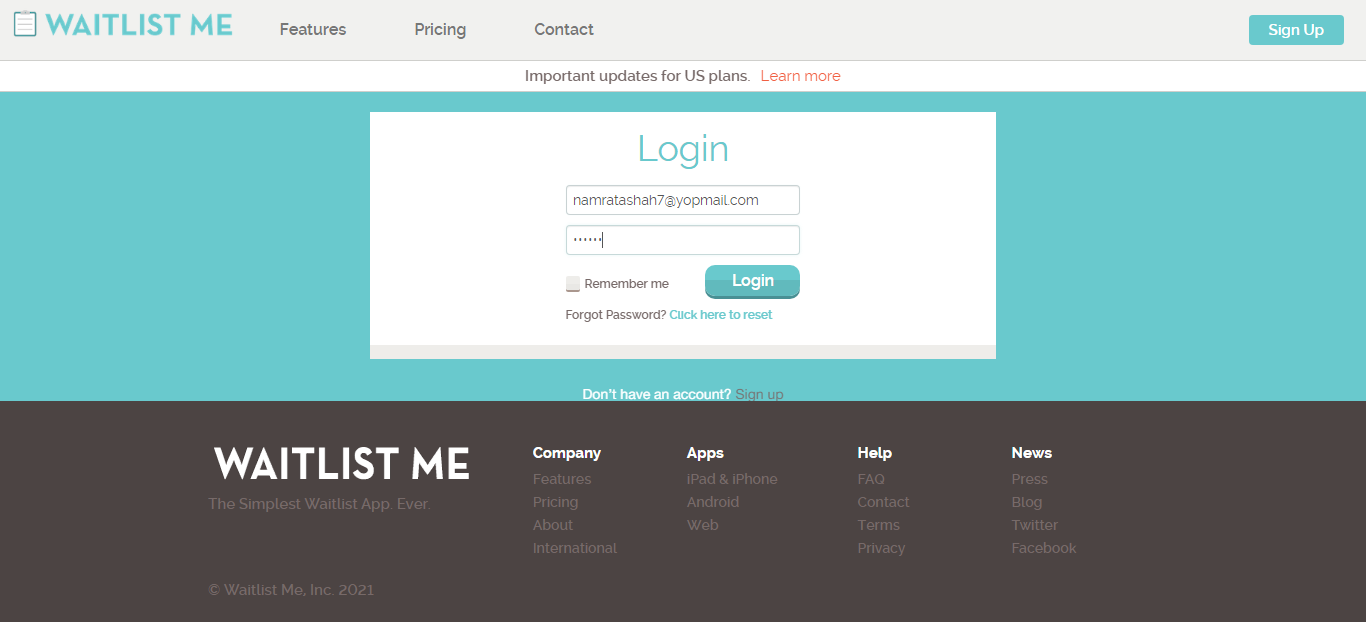 WAITLIST ME
Features Pricing Contact
Sign Up
Important updates for US plans. Learn more
Login
namratashah7@yopmail.com
••••••
Remember me
Login
Forgot Password? Click here to reset
Don't have an account? Sign up
WAITLIST ME
The Simplest Waitlist App. Ever.
Company
Features
Pricing
About
International
Apps
iPad & iPhone
Android
Web
Help
FAQ
Contact
Terms
Privacy
News
Press
Blog
Twitter
Facebook
© Waitlist Me, Inc. 2021